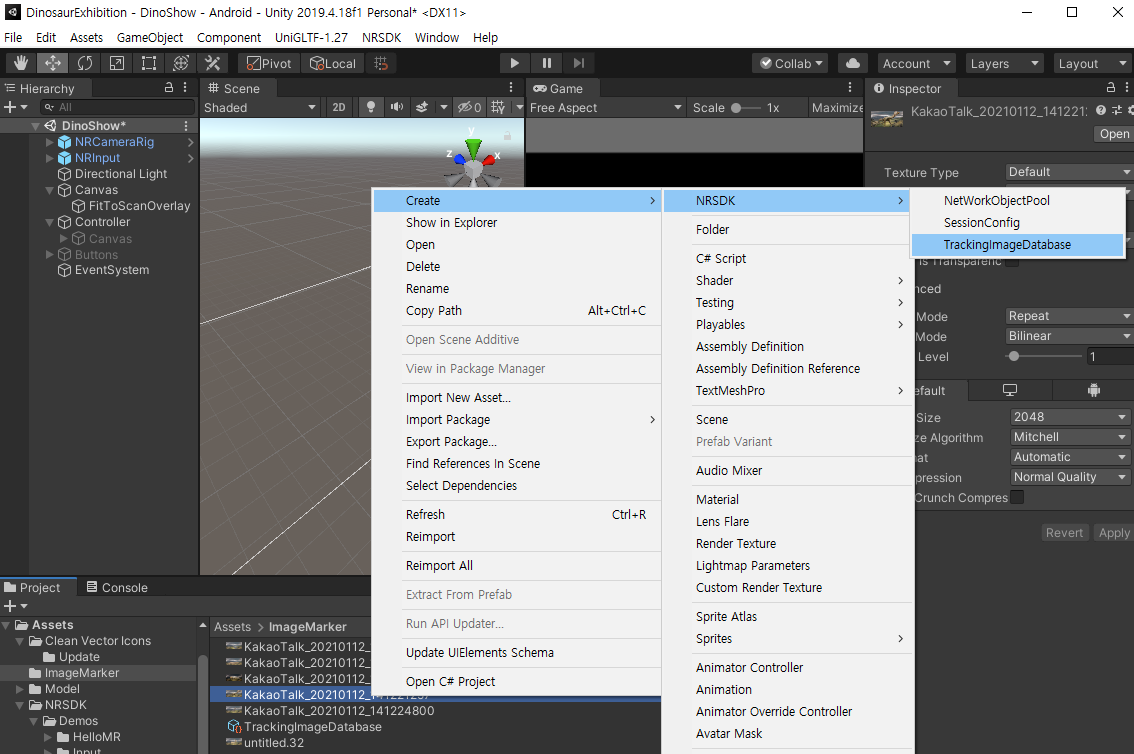 DinosaurExhibition - DinoShow - Android - Unity 2019.4.18f1 Personal* <DX11>
File Edit Assets GameObject Component UniGLTF-1.27 NRSDK Window Help
Pivot Local Collab Account Layers Layout
Hierarchy Scene Game Inspector
All Shaded 2D 0 Free Aspect Scale 1x Maximize
KakaoTalk_20210112_141221
Open
DinoShow*
NRCameraRig
NRInput
Directional Light
Canvas
FitToScanOverlay
Controller
Canvas
Buttons
EventSystem
y
z x
Texture Type Default
Create
Show in Explorer
Open
Delete
Rename
Copy Path Alt+Ctrl+C
Open Scene Additive
View in Package Manager
Import New Asset...
Import Package
Export Package...
Find References In Scene
Select Dependencies
Refresh Ctrl+R
Reimport
Reimport All
Extract From Prefab
Run API Updater...
Update UIElements Schema
Open C# Project
NRSDK
Folder
C# Script
Shader
Testing
Playables
Assembly Definition
Assembly Definition Reference
TextMeshPro
Scene
Prefab Variant
Audio Mixer
Material
Lens Flare
Render Texture
Lightmap Parameters
Custom Render Texture
Sprite Atlas
Sprites
Animator Controller
Animation
Animator Override Controller
Avatar Mask
NetWorkObjectPool
SessionConfig
TrackingImageDatabase
Is Transparenc
nced
Mode Repeat
Mode Bilinear
Level 1
efault
Size 2048
ze Algorithm Mitchell
at Automatic
pression Normal Quality
Crunch Compres
Revert Apply
Project Console
Assets
Clean Vector Icons
Update
ImageMarker
Model
NRSDK
Demos
HelloMR
Input
Assets > ImageMarker
KakaoTalk_20210112_
KakaoTalk_20210112_
KakaoTalk_20210112_
KakaoTalk_20210112_141221257
KakaoTalk_20210112_141224800
TrackingImageDatabase
untitled.32